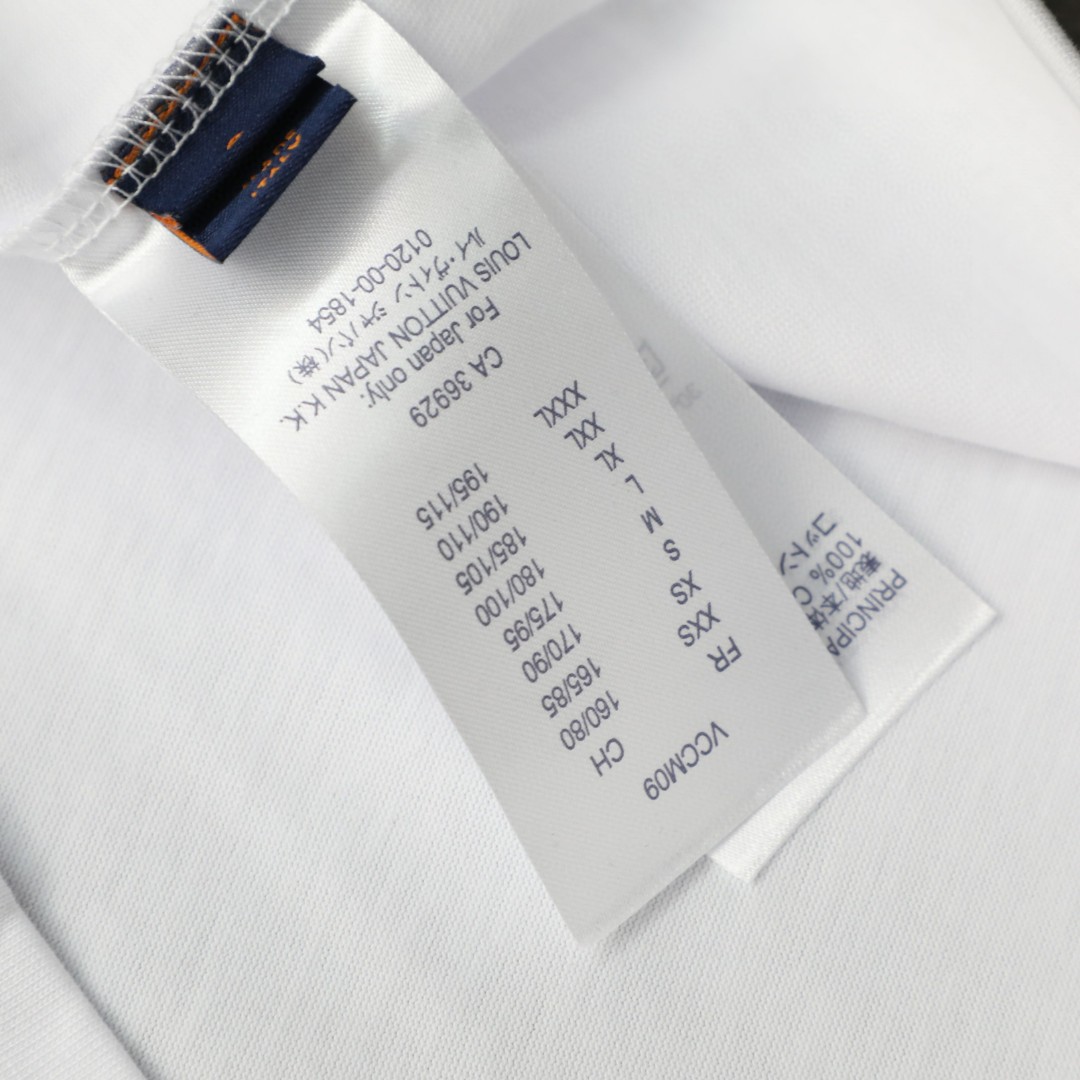 VCCM09
FR CH
XXS 160/80
XS 165/85
S 170/90
M 175/95
L 180/100
XL 185/105
XXL 190/110
XXXL 195/115
CA 36929
For Japan only:
LOUIS VUITTON JAPAN K.K.
ルイ・ヴィトン ジャパン(株)
0120-00-1854
PRINCIPA
表地/本体
100% C
コットン